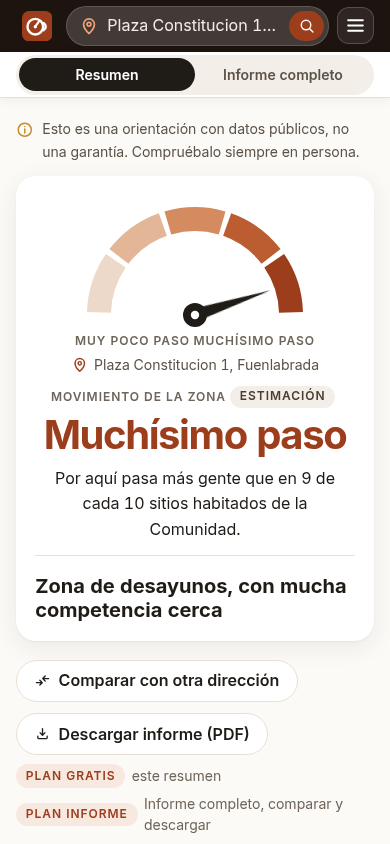 Plaza Constitucion 1...
Resumen
Informe completo
Esto es una orientación con datos públicos, no
una garantía. Compruébalo siempre en persona.
MUY POCO PASO MUCHÍSIMO PASO
Plaza Constitucion 1, Fuenlabrada
MOVIMIENTO DE LA ZONA ESTIMACIÓN
Muchísimo paso
Por aquí pasa más gente que en 9 de
cada 10 sitios habitados de la
Comunidad.
Zona de desayunos, con mucha
competencia cerca
Comparar con otra dirección
Descargar informe (PDF)
PLAN GRATIS este resumen
PLAN INFORME Informe completo, comparar y
descargar